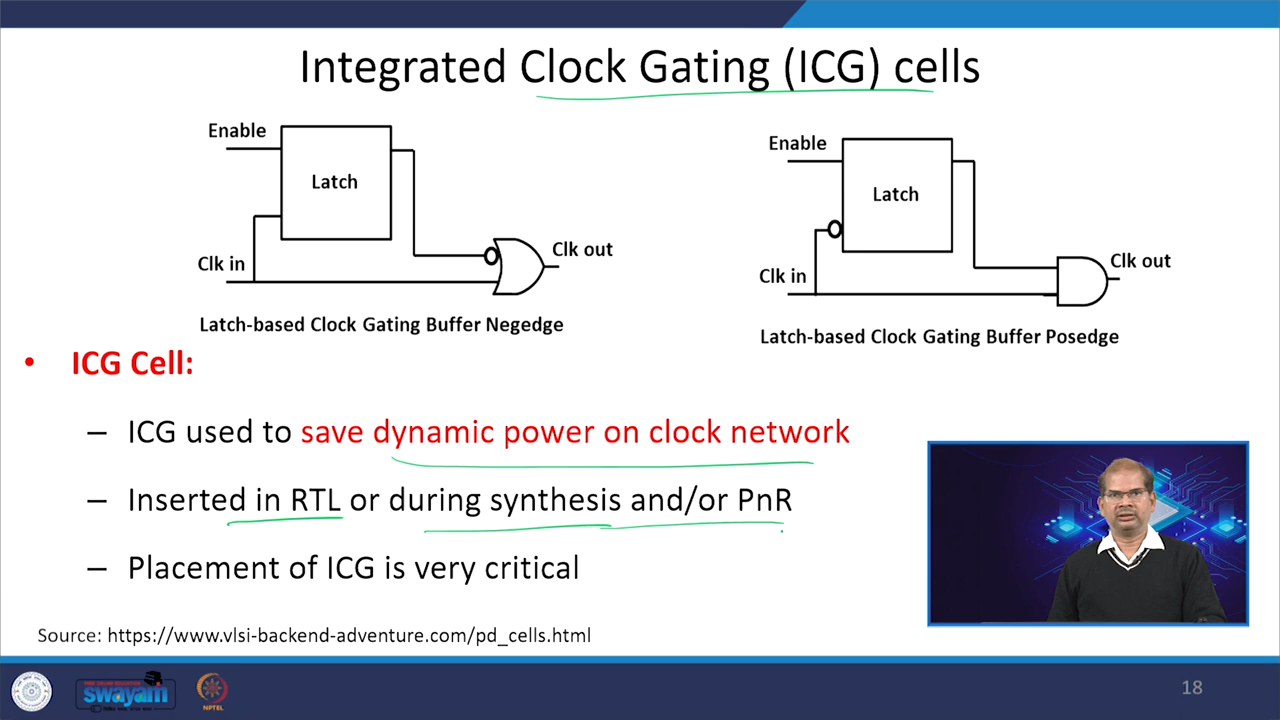 Integrated Clock Gating (ICG) cells
Enable
Latch
Clk in
Clk out
Latch-based Clock Gating Buffer Negedge
Enable
Latch
Clk in
Clk out
Latch-based Clock Gating Buffer Posedge
• ICG Cell:
– ICG used to save dynamic power on clock network
– Inserted in RTL or during synthesis and/or PnR
– Placement of ICG is very critical
Source: https://www.vlsi-backend-adventure.com/pd_cells.html
swayam
NPTEL
18